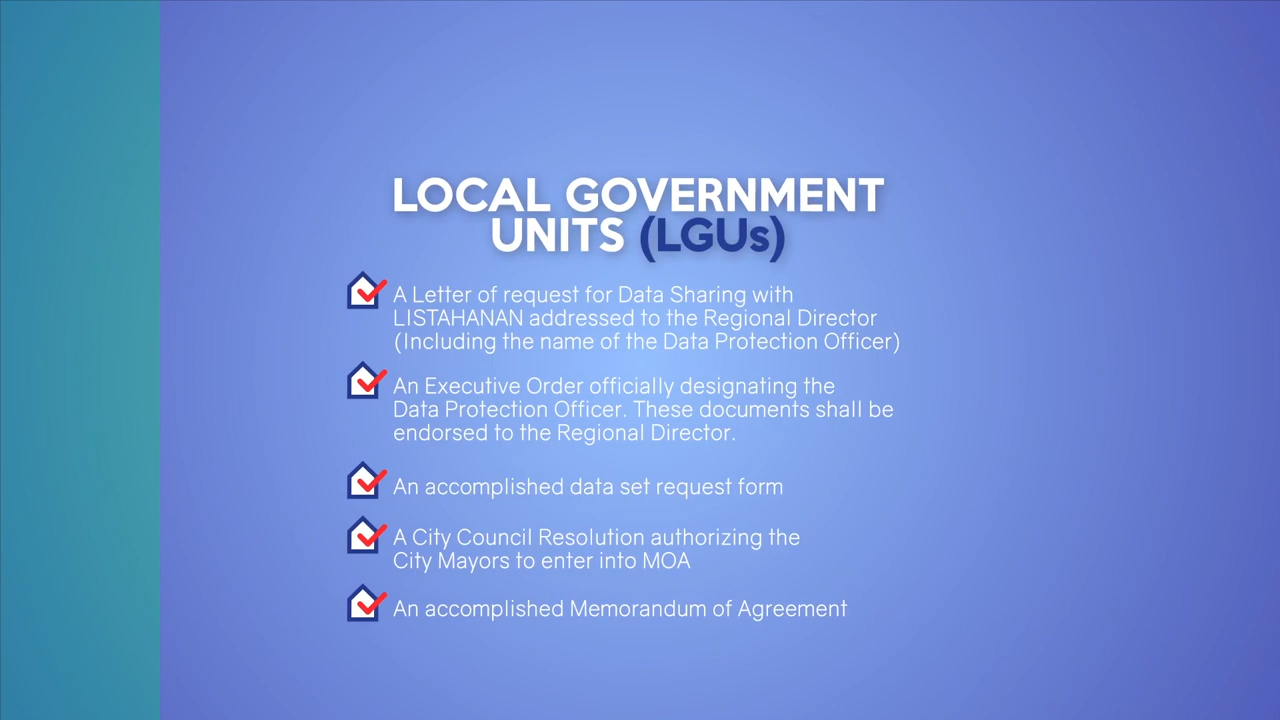 LOCAL GOVERNMENT
UNITS (LGUs)
A Letter of request for Data Sharing with
LISTAHANAN addressed to the Regional Director
(Including the name of the Data Protection Officer)
An Executive Order officially designating the
Data Protection Officer. These documents shall be
endorsed to the Regional Director.
An accomplished data set request form
A City Council Resolution authorizing the
City Mayors to enter into MOA
An accomplished Memorandum of Agreement